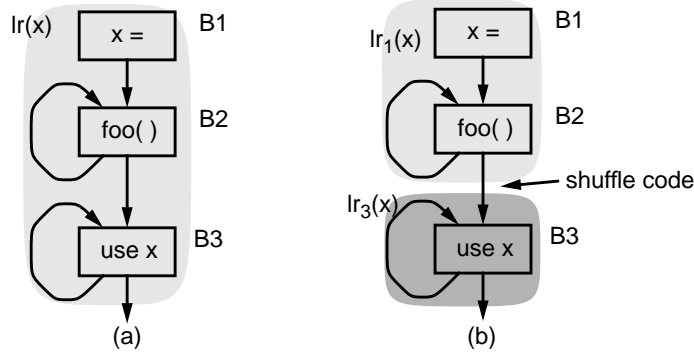 lr(x)
x =
B1
foo( )
B2
use x
B3
(a)
lr1(x)
x =
B1
foo( )
B2
shuffle code
lr3(x)
use x
B3
(b)